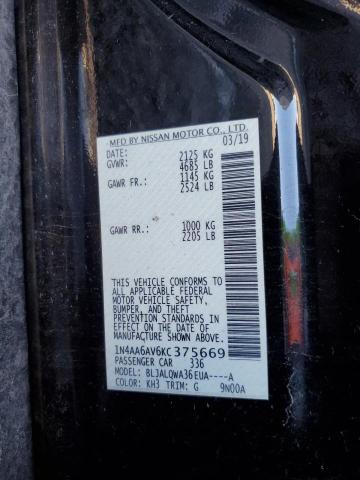 MFD BY NISSAN MOTOR CO., LTD.
DATE: 03/19
GVWR: 2125 KG
4685 LB
GAWR FR: 1145 KG
2524 LB
GAWR RR: 1000 KG
2205 LB
THIS VEHICLE CONFORMS TO
ALL APPLICABLE FEDERAL
MOTOR VEHICLE SAFETY,
BUMPER, AND THEFT
PREVENTION STANDARDS IN
EFFECT ON THE DATE OF
MANUFACTURE SHOWN ABOVE.
1N4AA6AV6KC375669
PASSENGER CAR 336
MODEL: BLJALQWA36EUA----A
COLOR: KH3 TRIM: G 9N00A